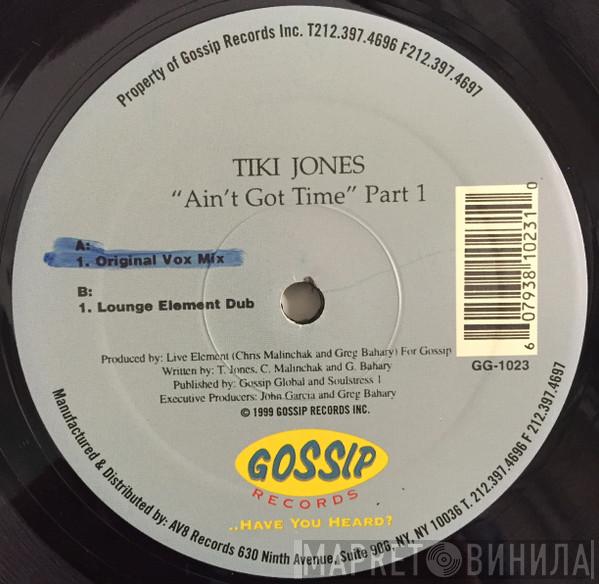 Property of Gossip Records Inc. T212.397.4696 F212.397.4697
TIKI JONES
"Ain't Got Time" Part 1
A:
1. Original Vox Mix
B:
1. Lounge Element Dub
6 07938 10231 0
GG-1023
Produced by: Live Element (Chris Malinchak and Greg Bahary) For Gossip
Written by: T. Jones, C. Malinchak and G. Bahary
Published by: Gossip Global and Soulstress 1
Executive Producers: John Garcia and Greg Bahary
© 1999 GOSSIP RECORDS INC.
GOSSIP
RECORDS
..HAVE YOU HEARD?
Manufactured & Distributed by: AV8 Records 630 Ninth Avenue, Suite 906, NY, NY 10036 T. 212.397.4696 F 212.397.4697
МАРКЕТ ВИНИЛА